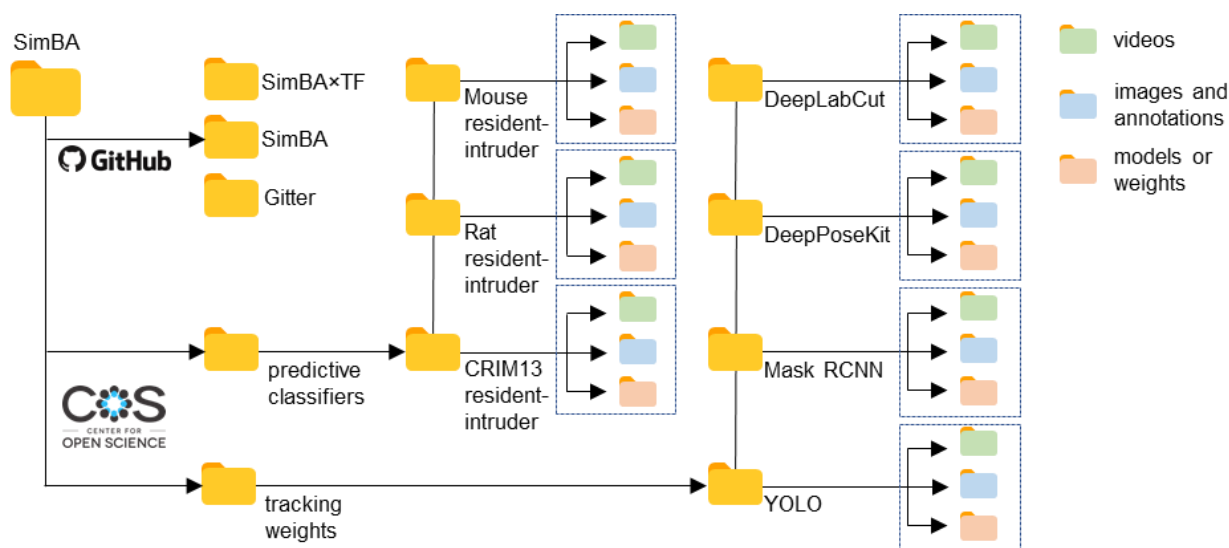 SimBA
SimBA×TF
GitHub
SimBA
Gitter
Mouse
resident-
intruder
Rat
resident-
intruder
predictive
classifiers
CRIM13
resident-
intruder
COS
CENTER FOR
OPEN SCIENCE
tracking
weights
DeepLabCut
DeepPoseKit
Mask RCNN
YOLO
videos
images and
annotations
models or
weights